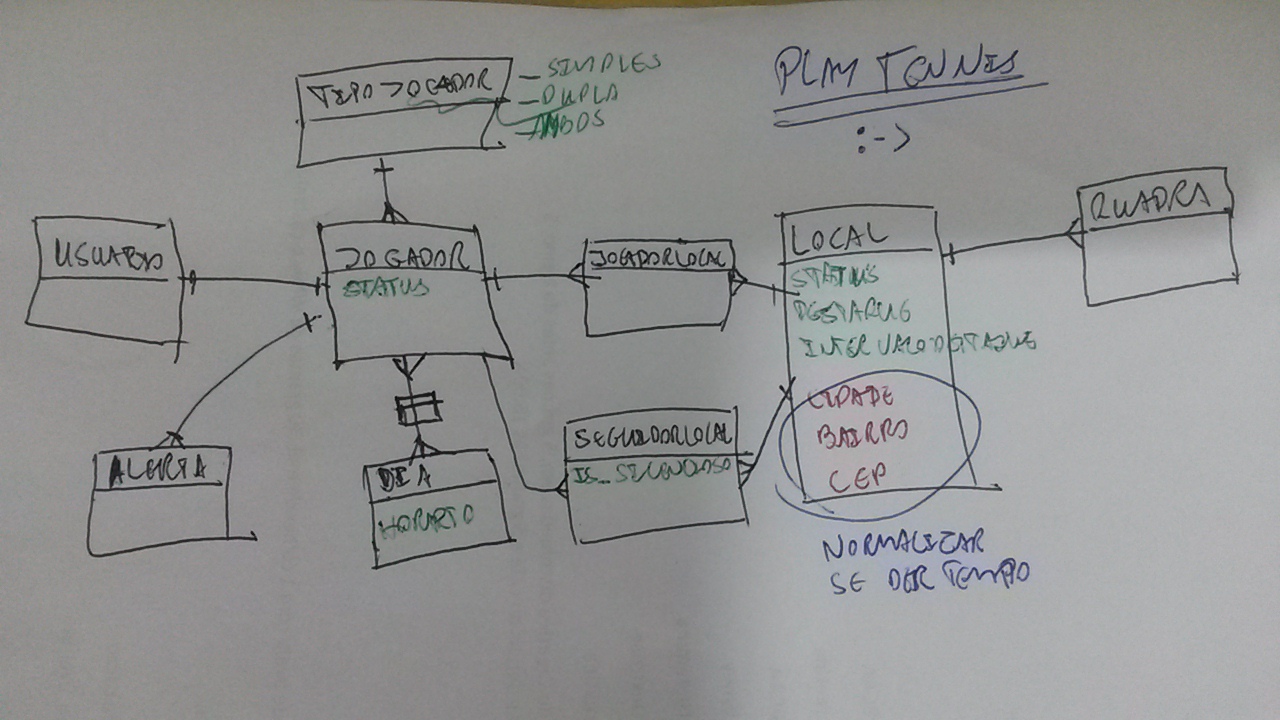 PLAY TENNIS
:->
TIPO JOGADOR
- SIMPLES
- DUPLA
- AMBOS
USUARIO
JOGADOR
STATUS
JOGADORLOCAL
LOCAL
STATUS
DESTAQUE
INTERVALO DESTAQUE
CIDADE
BAIRRO
CEP
QUADRA
ALERTA
DIA
HORARIO
SEGUIDORLOCAL
IS_SILENCIOSO
NORMALIZAR
SE DER TEMPO